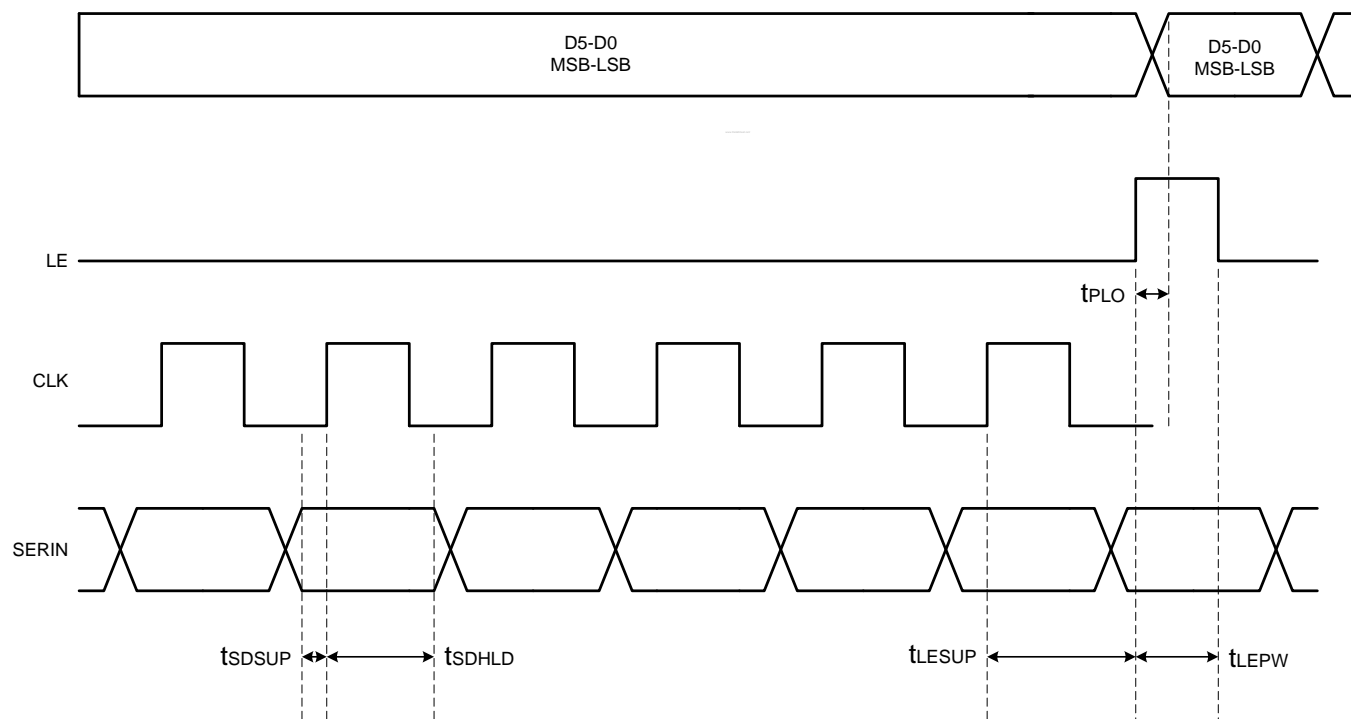 D5-D0
MSB-LSB
D5-D0
MSB-LSB
LE
tPLO
CLK
SERIN
tSDSUP
tSDHLD
tLESUP
tLEPW